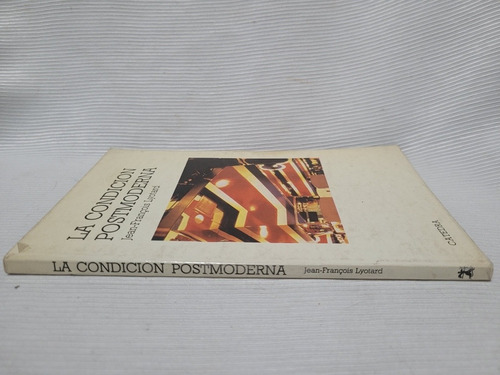 LA CONDICION
POSTMODERNA
Jean-François Lyotard
CATEDRA
LA CONDICION POSTMODERNA Jean-François Lyotard